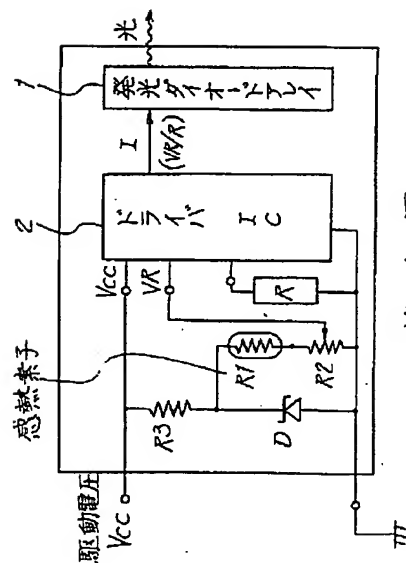 感熱素子
駆動電圧
Vcc
R3
R1
D
R2
Vcc
VR
R
2
ドライバ
IC
I
(VR/R)
1
発光ダイオードアレイ
光